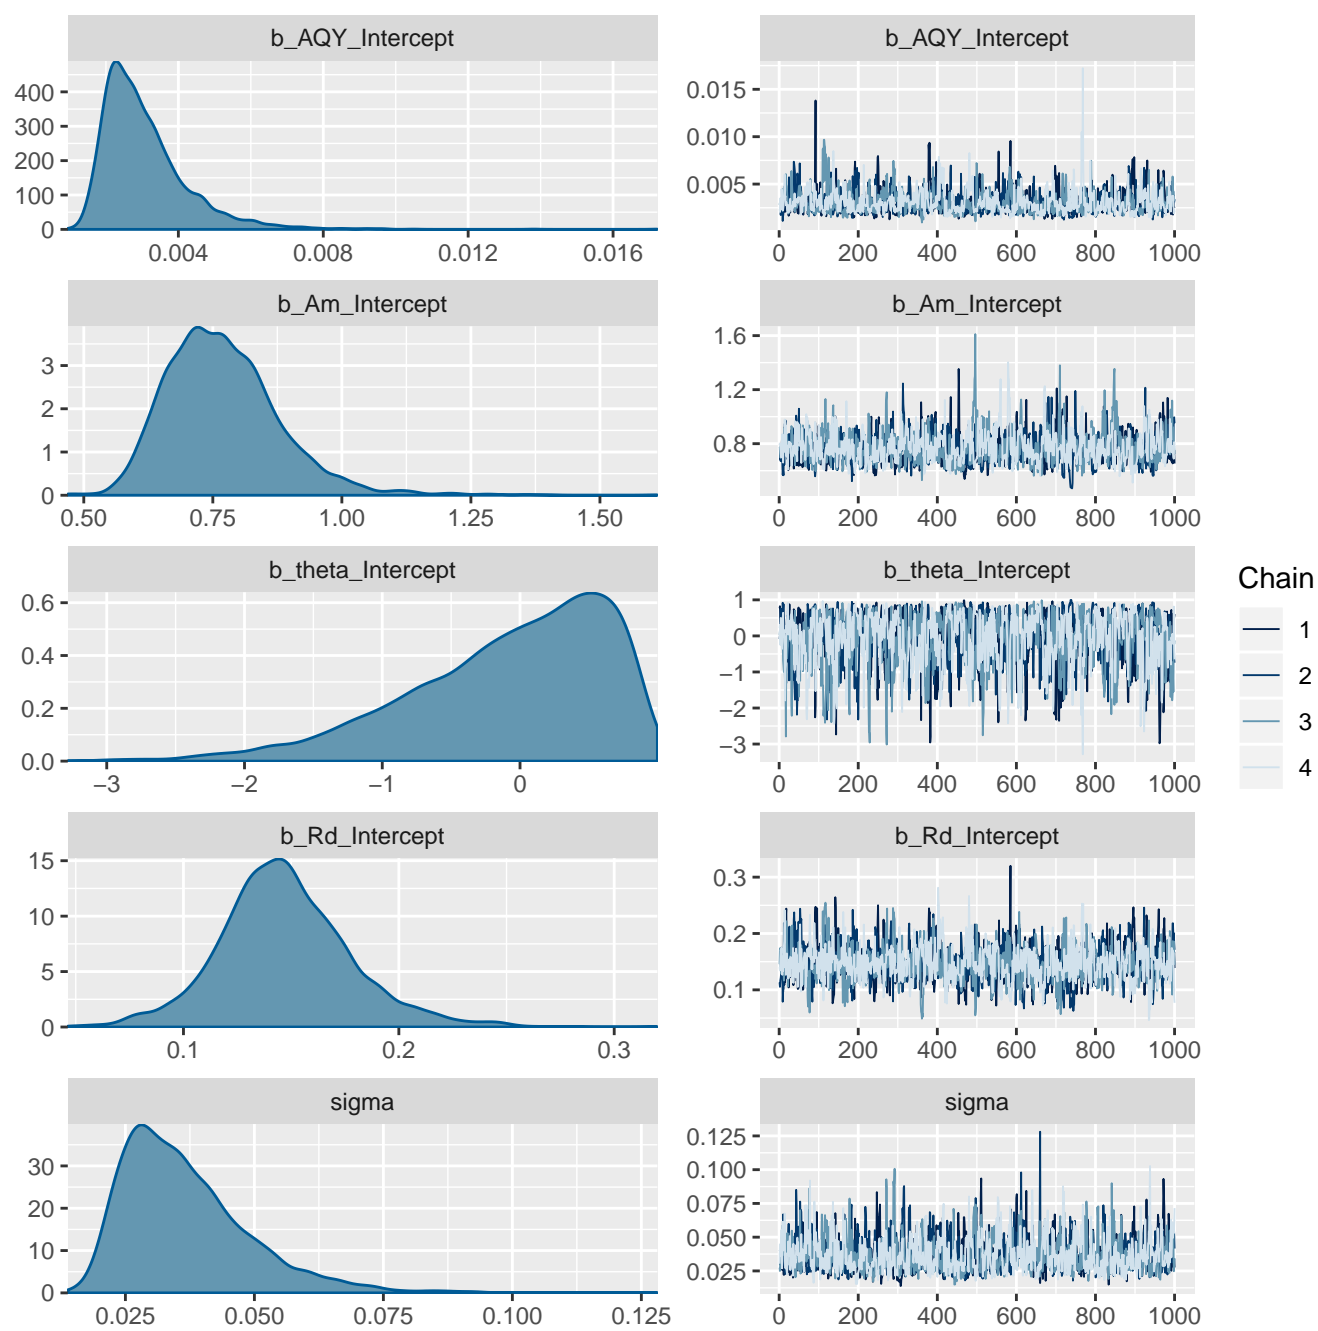 b_AQY_Intercept
400
300
200
100
0
0.004 0.008 0.012 0.016
b_AQY_Intercept
0.015
0.010
0.005
0 200 400 600 800 1000
b_Am_Intercept
3
2
1
0
0.50 0.75 1.00 1.25 1.50
b_Am_Intercept
1.6
1.2
0.8
0 200 400 600 800 1000
b_theta_Intercept
0.6
0.4
0.2
0.0
−3 −2 −1 0
b_theta_Intercept
1
0
−1
−2
−3
0 200 400 600 800 1000
b_Rd_Intercept
15
10
5
0
0.1 0.2 0.3
b_Rd_Intercept
0.3
0.2
0.1
0 200 400 600 800 1000
sigma
30
20
10
0
0.025 0.050 0.075 0.100 0.125
sigma
0.125
0.100
0.075
0.050
0.025
0 200 400 600 800 1000
Chain
1
2
3
4